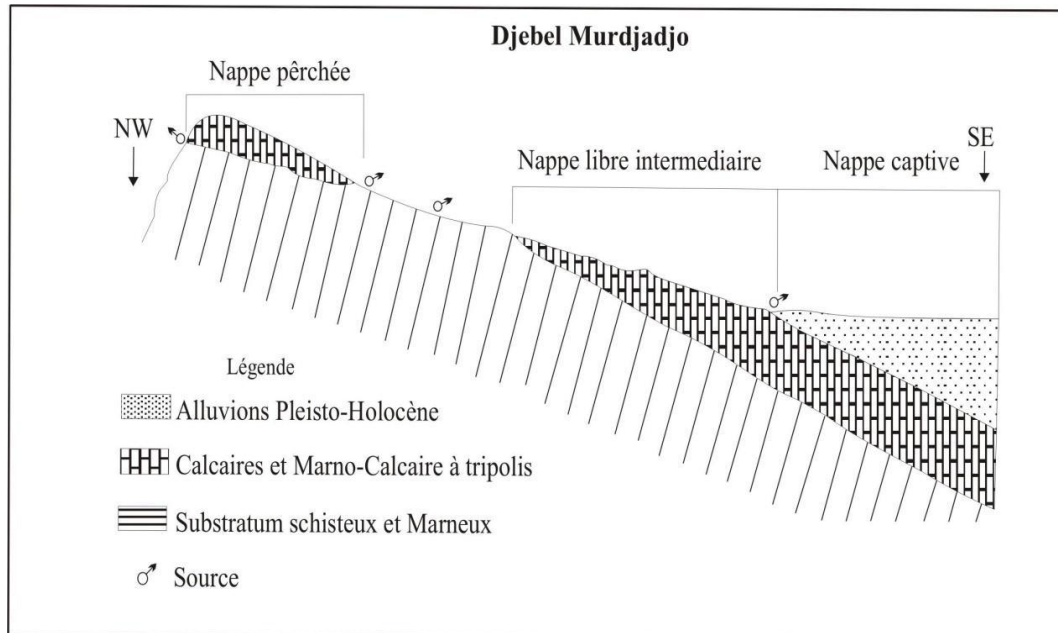 Djebel Murdjadjo
Nappe pêrchée
NW
SE
Nappe libre intermediaire
Nappe captive
Légende
Alluvions Pleisto-Holocène
Calcaires et Marno-Calcaire à tripolis
Substratum schisteux et Marneux
Source